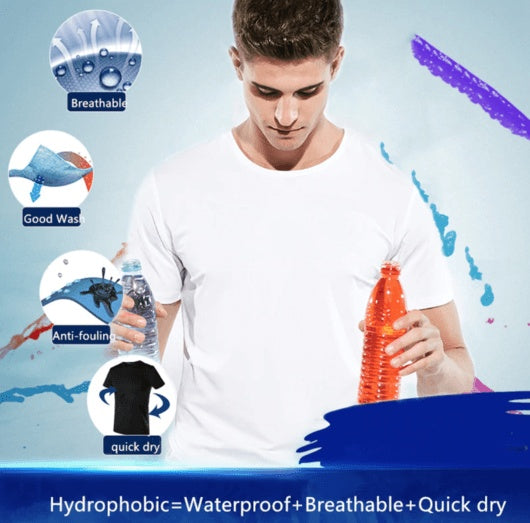 Breathable
Good Wash
Anti-fouling
quick dry
Hydrophobic=Waterproof+Breathable+Quick dry